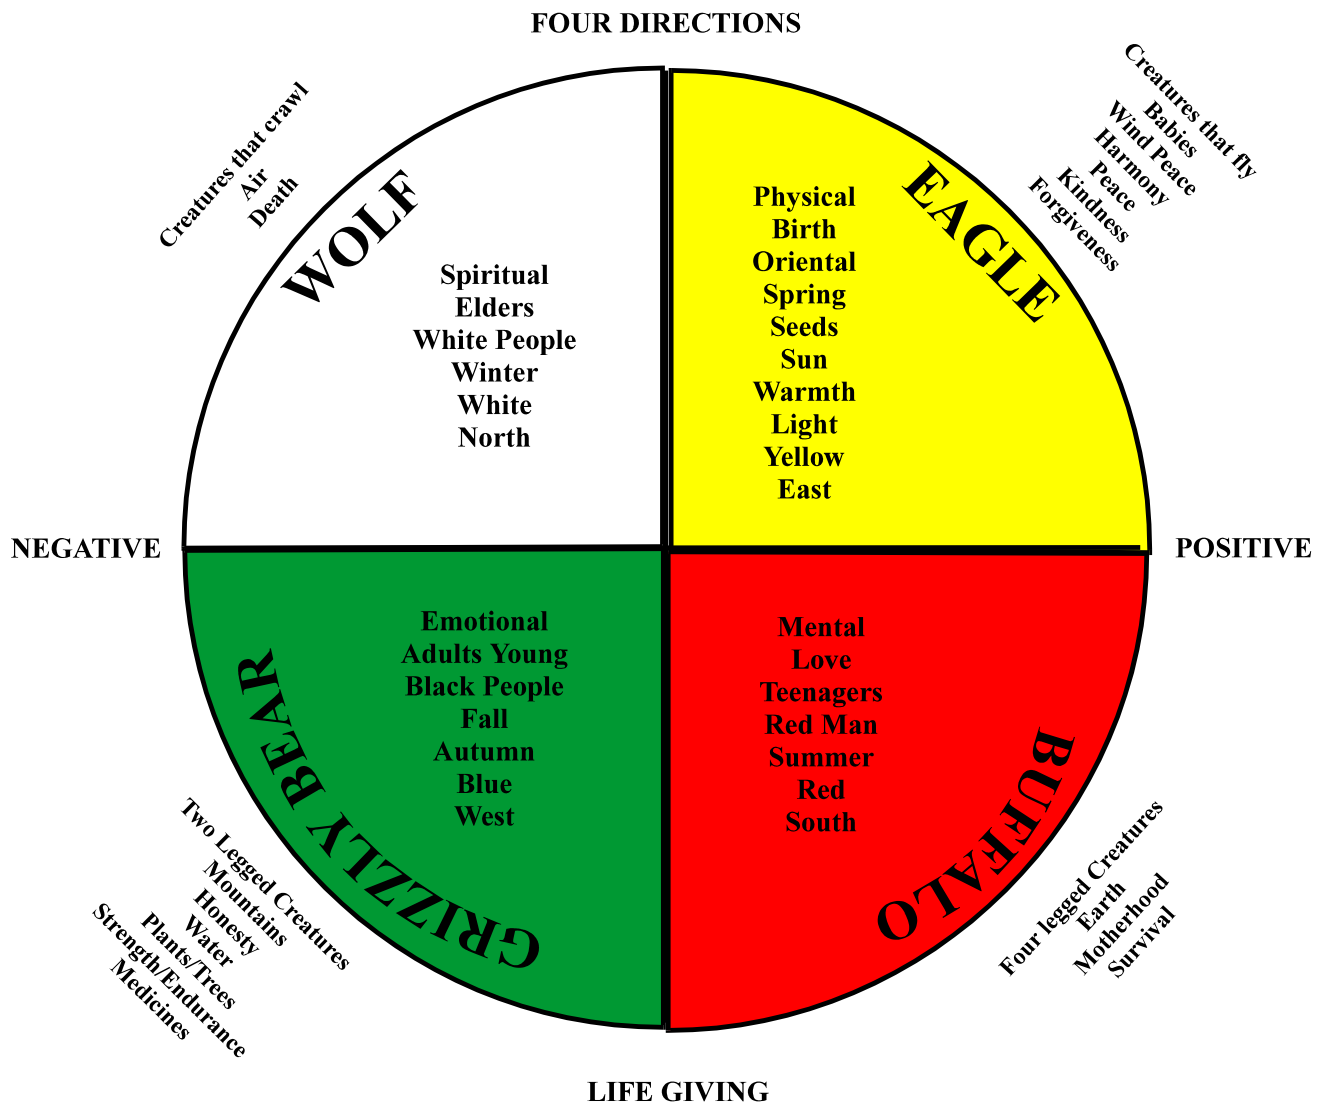 FOUR DIRECTIONS
Creatures that crawl
Air
Death
WOLF
Spiritual
Elders
White People
Winter
White
North
Creatures that fly
Babies
Wind Peace
Harmony
Peace
Kindness
Forgiveness
EAGLE
Physical
Birth
Oriental
Spring
Seeds
Sun
Warmth
Light
Yellow
East
NEGATIVE
POSITIVE
Emotional
Adults Young
Black People
Fall
Autumn
Blue
West
GRIZZLY BEAR
Two Legged Creatures
Mountains
Honesty
Water
Plants/Trees
Strength/Endurance
Medicines
Mental
Love
Teenagers
Red Man
Summer
Red
South
BUFFALO
Four legged Creatures
Earth
Motherhood
Survival
LIFE GIVING